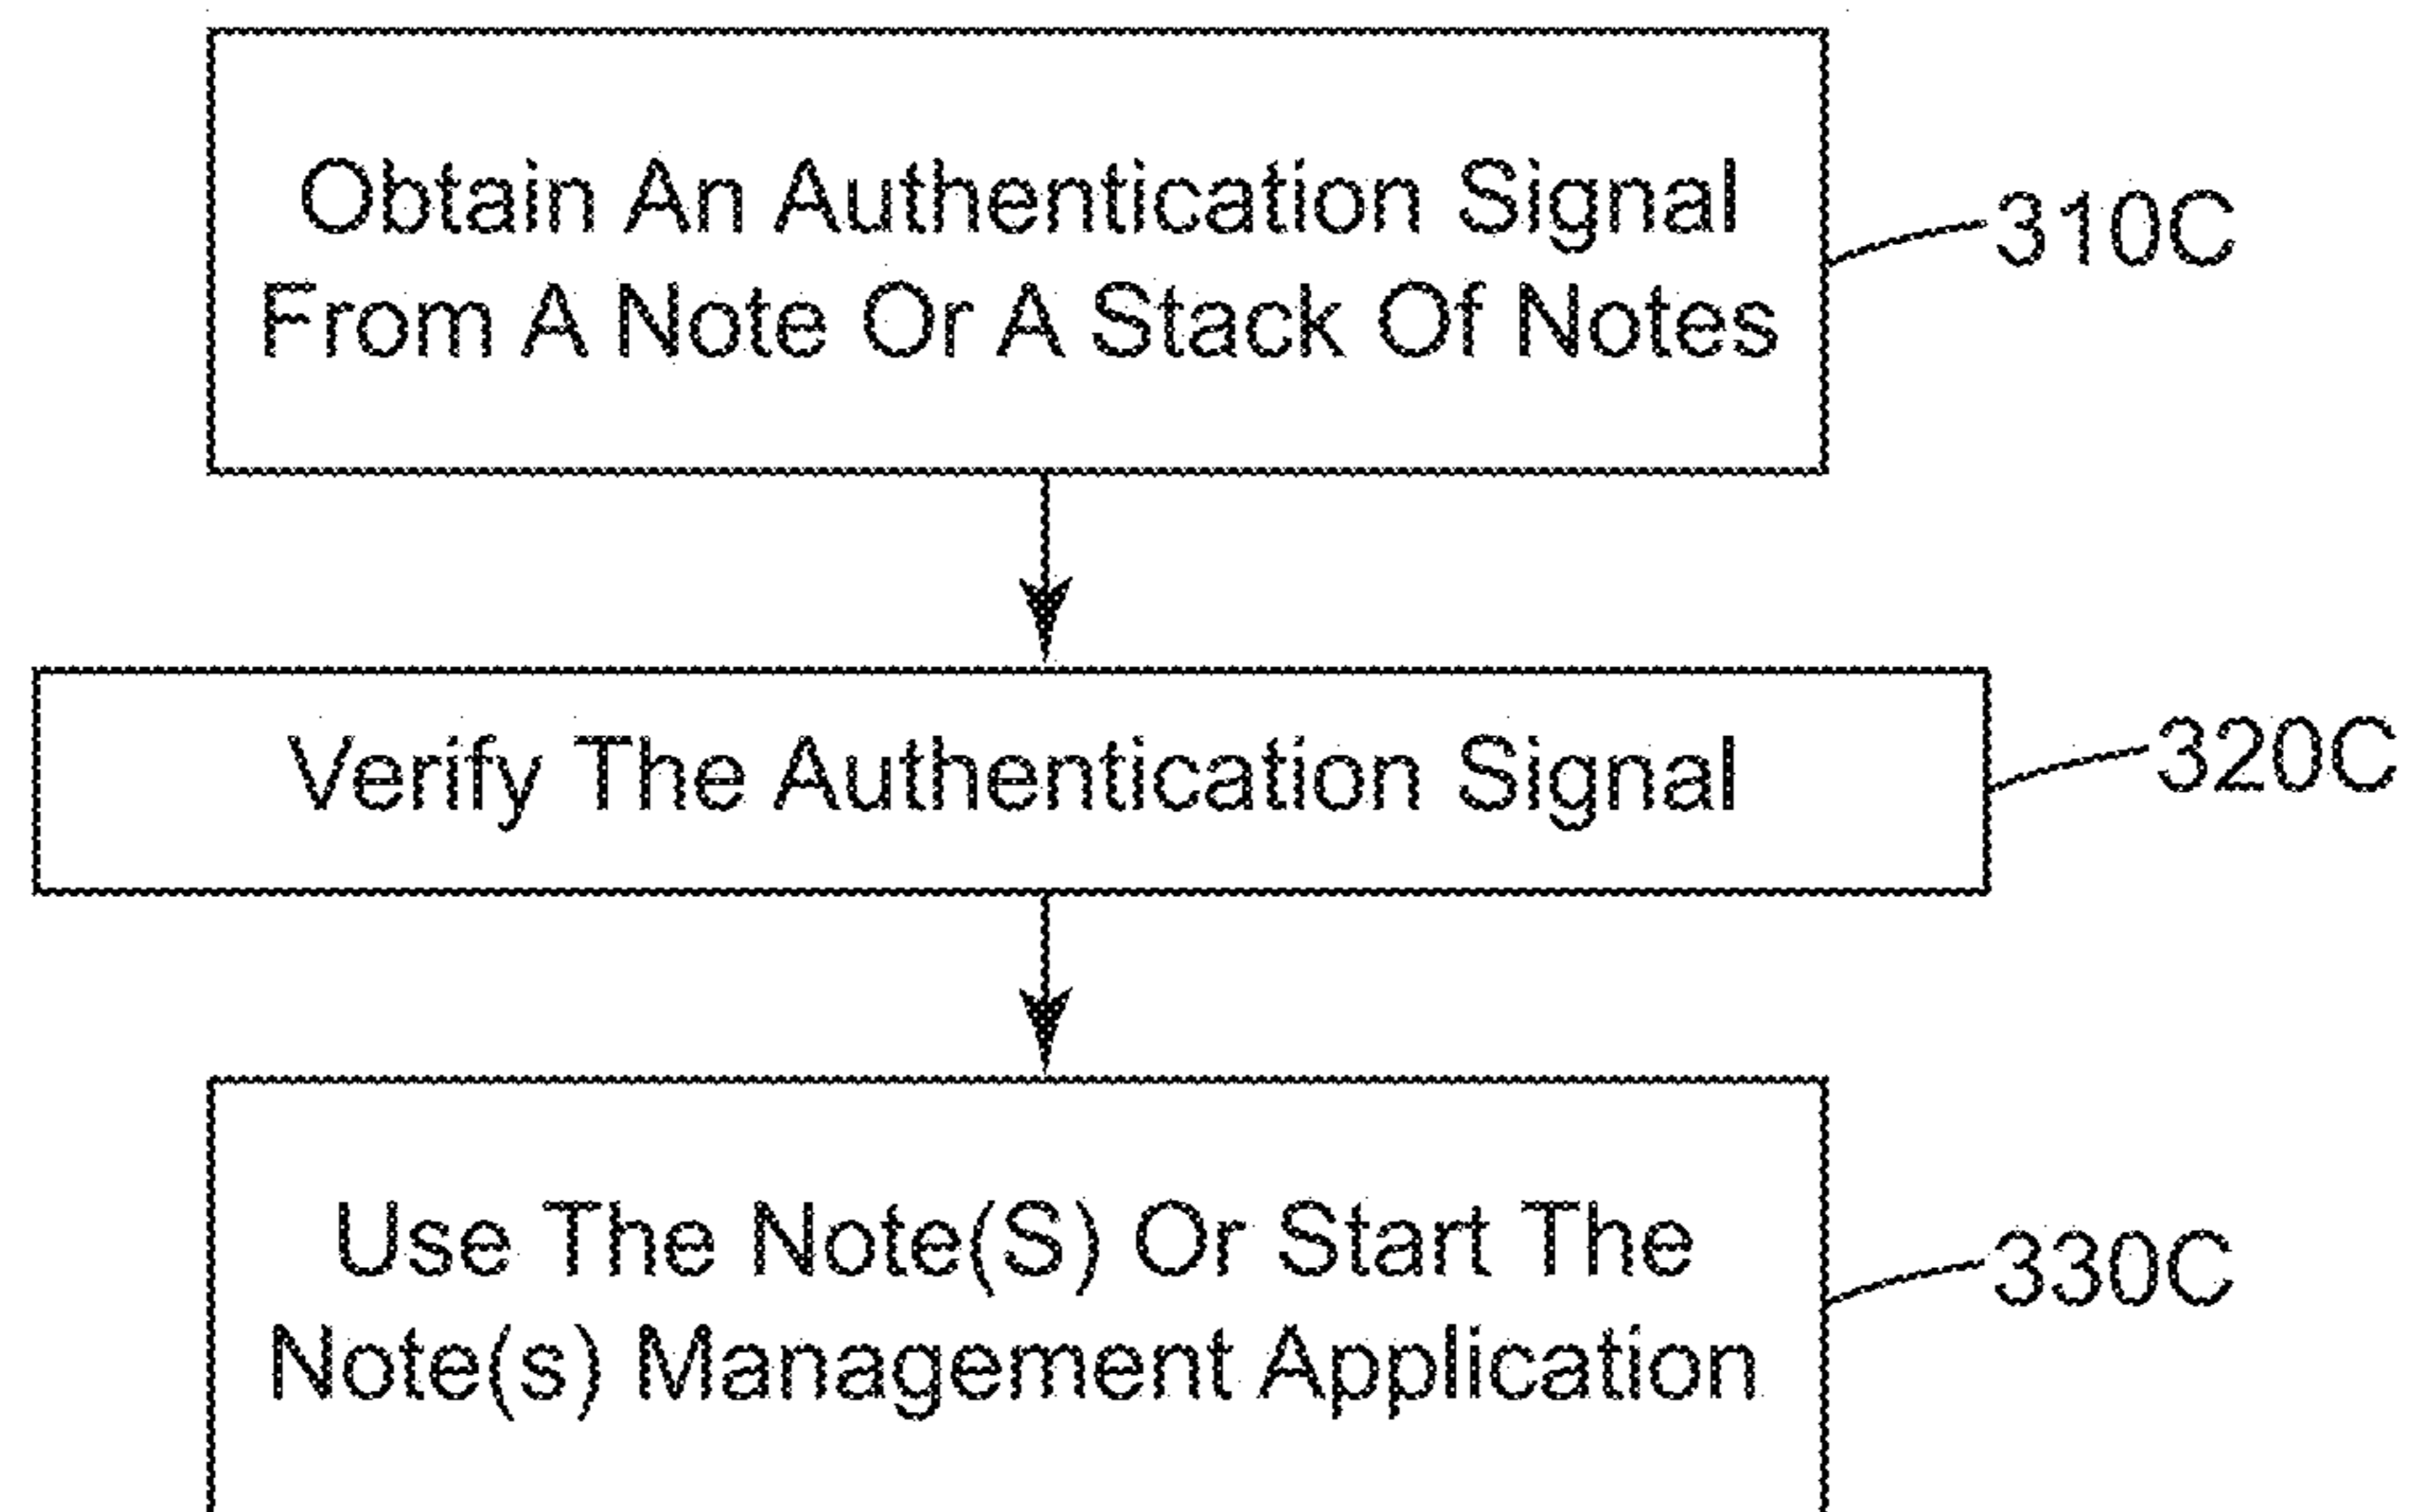 Obtain An Authentication Signal
From A Note Or A Stack Of Notes
310C
Verify The Authentication Signal
320C
Use The Note(S) Or Start The
Note(s) Management Application
330C